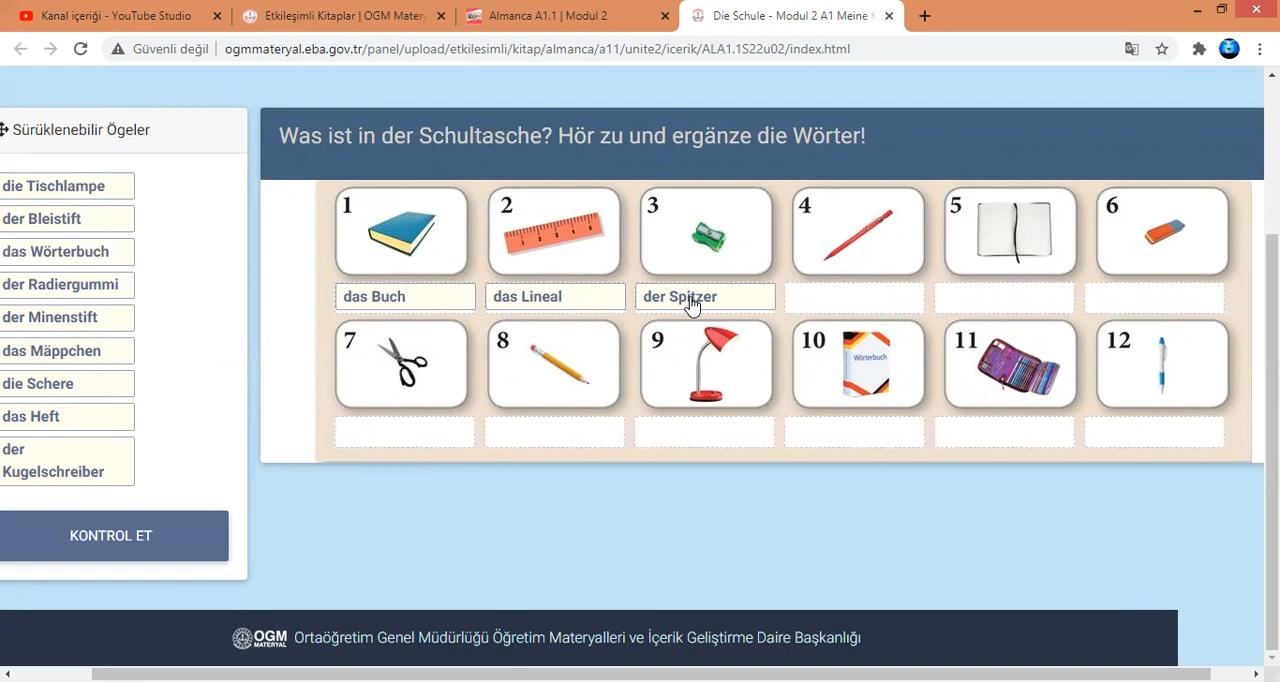 Kanal içeriği - YouTube Studio
Etkileşimli Kitaplar | OGM Matery
Almanca A1.1 | Modul 2
Die Schule - Modul 2 A1 Meine K
Güvenli değil
ogmmateryal.eba.gov.tr/panel/upload/etkilesimli/kitap/almanca/a11/unite2/icerik/ALA1.1S22u02/index.html
Sürüklenebilir Ögeler
die Tischlampe
der Bleistift
das Wörterbuch
der Radiergummi
der Minenstift
das Mäppchen
die Schere
das Heft
der
Kugelschreiber
KONTROL ET
Was ist in der Schultasche? Hör zu und ergänze die Wörter!
1 2 3 4 5 6
das Buch das Lineal der Spitzer
7 8 9 10 11 12
Wörterbuch
OGM
MATERYAL
Ortaöğretim Genel Müdürlüğü Öğretim Materyalleri ve İçerik Geliştirme Daire Başkanlığı